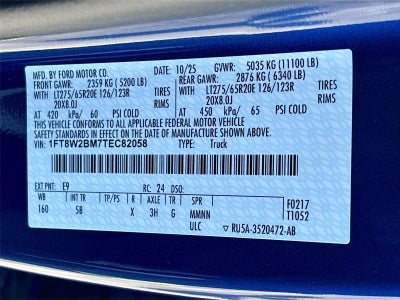 MFD. BY FORD MOTOR CO. 10/25 GVWR: 5035 KG (11100 LB)
FRONT GAWR: 2359 KG (5200 LB) REAR GAWR: 2876 KG (6340 LB)
WITH LT275/65R20E 126/123R TIRES WITH LT275/65R20E 126/123R TIRES
20X8.0J RIMS 20X8.0J RIMS
AT 420 kPa/ 60 PSI COLD AT 450 kPa/ 65 PSI COLD
THIS VEHICLE CONFORMS TO ALL APPLICABLE FEDERAL MOTOR VEHICLE
SAFETY STANDARDS IN EFFECT ON THE DATE OF MANUFACTURE SHOWN ABOVE.
VIN: 1FT8W2BM7TEC82058 TYPE: Truck
EXT PNT: E9 RC: 24 DSO:
WB INT TR TP/PS R AXLE TR SPR F0217
160 5B X 3H G MMNN T1052
ULC RU5A-3520472-AB